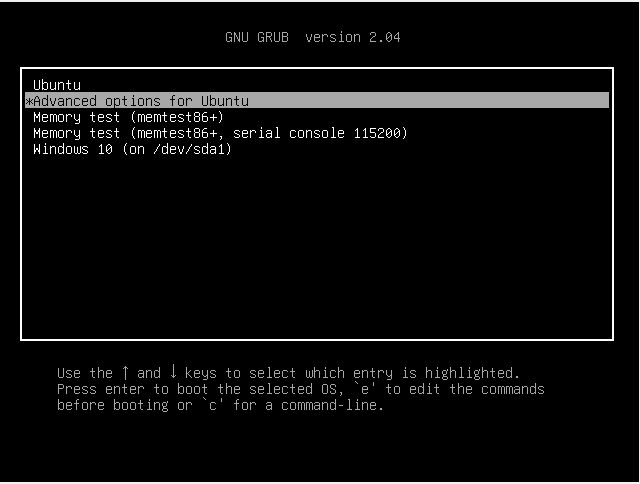 GNU GRUB  version 2.04
Ubuntu
*Advanced options for Ubuntu
Memory test (memtest86+)
Memory test (memtest86+, serial console 115200)
Windows 10 (on /dev/sda1)
Use the ↑ and ↓ keys to select which entry is highlighted.
Press enter to boot the selected OS, `e' to edit the commands
before booting or `c' for a command-line.